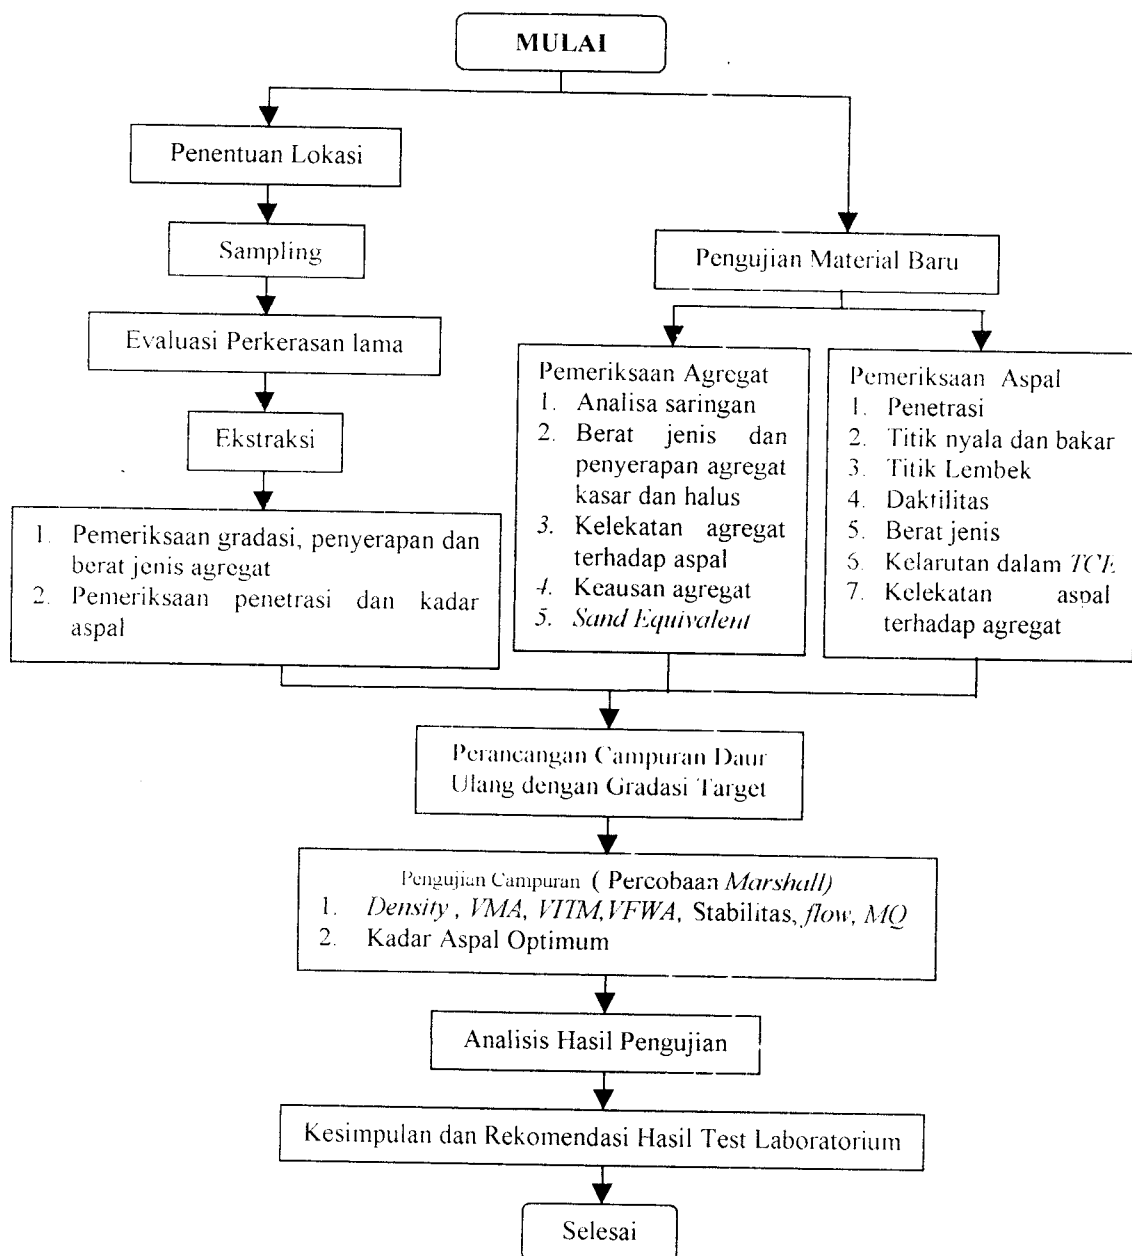 MULAI
Penentuan Lokasi
Sampling
Evaluasi Perkerasan lama
Ekstraksi
1. Pemeriksaan gradasi, penyerapan dan
berat jenis agregat
2. Pemeriksaan penetrasi dan kadar
aspal
Pengujian Material Baru
Pemeriksaan Agregat
1. Analisa saringan
2. Berat jenis dan
penyerapan agregat
kasar dan halus
3. Kelekatan agregat
terhadap aspal
4. Keausan agregat
5. Sand Equivalent
Pemeriksaan Aspal
1. Penetrasi
2. Titik nyala dan bakar
3. Titik Lembek
4. Daktilitas
5. Berat jenis
6. Kelarutan dalam TCE
7. Kelekatan aspal
terhadap agregat
Perancangan Campuran Daur
Ulang dengan Gradasi Target
Pengujian Campuran ( Percobaan Marshall)
1. Density , VMA, VITM,VFWA, Stabilitas, flow, MQ
2. Kadar Aspal Optimum
Analisis Hasil Pengujian
Kesimpulan dan Rekomendasi Hasil Test Laboratorium
Selesai